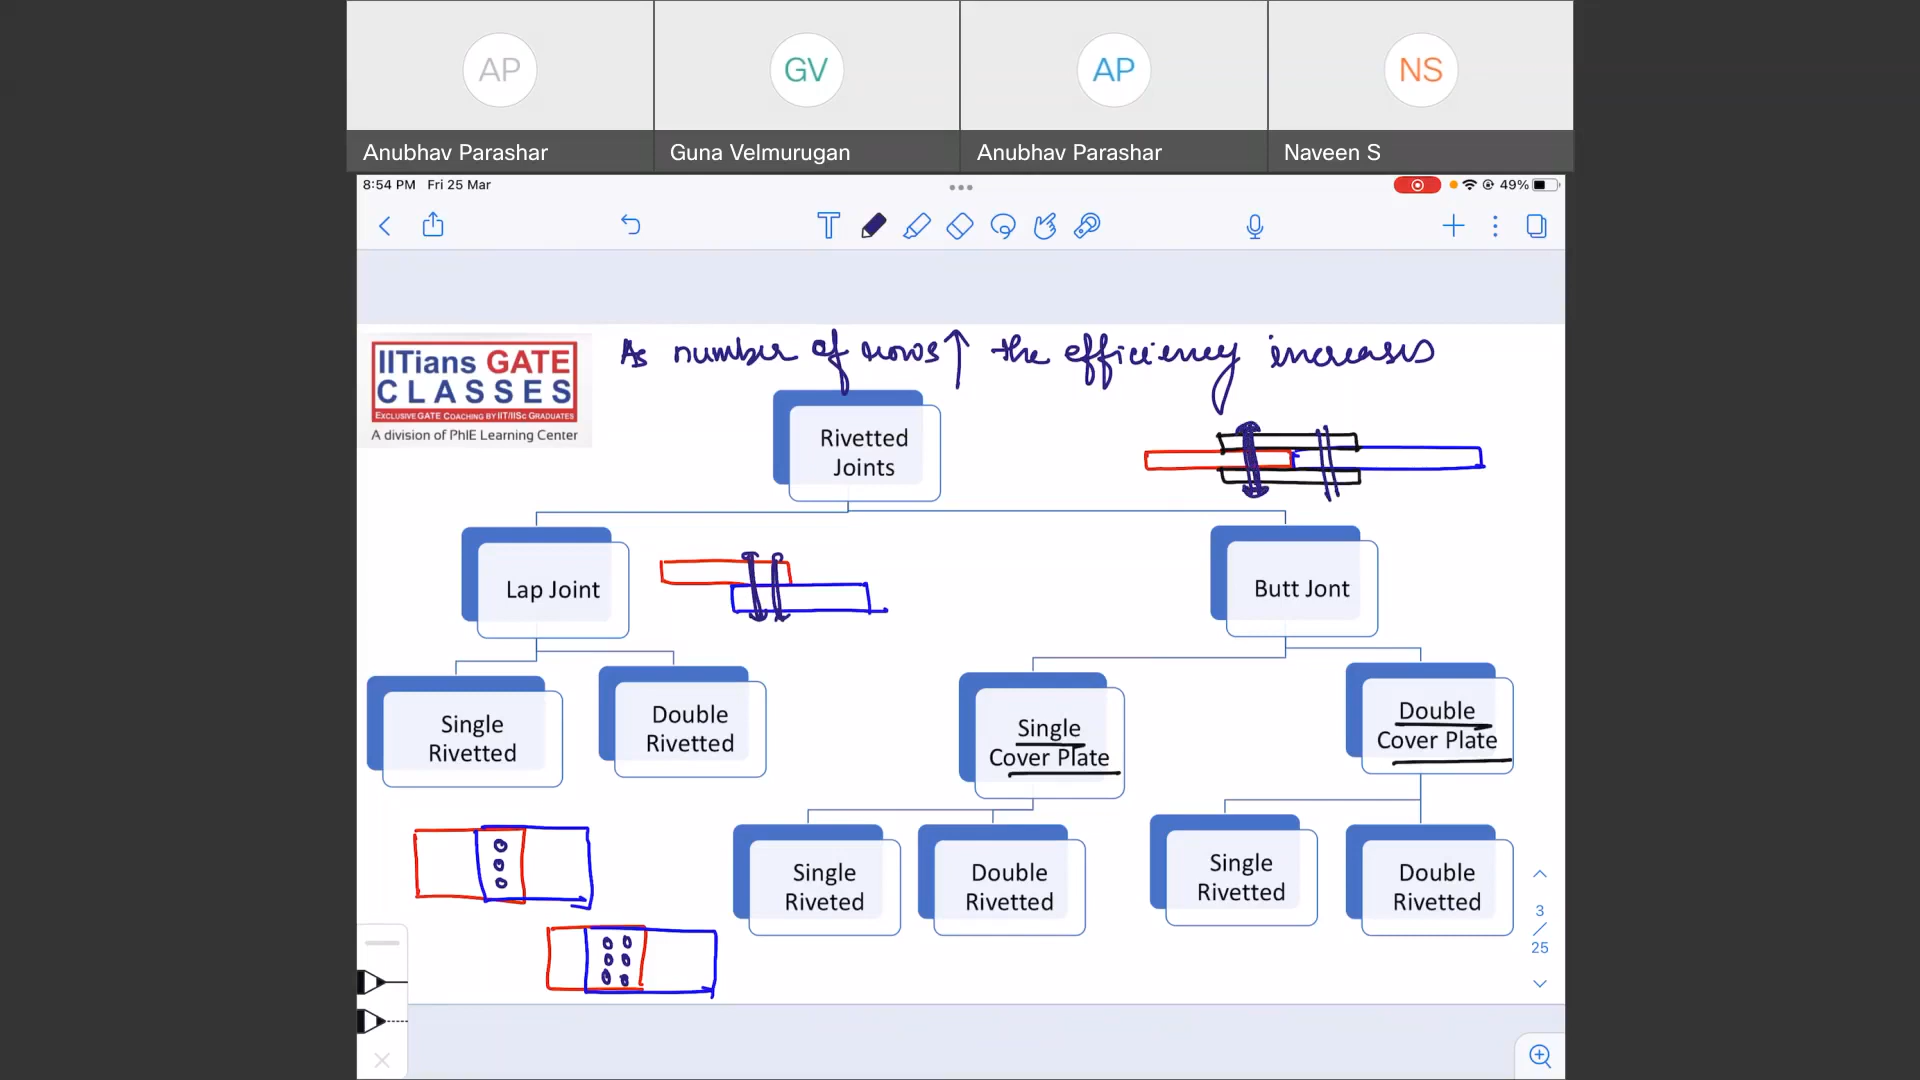 AP
GV
AP
NS
Anubhav Parashar
Guna Velmurugan
Anubhav Parashar
Naveen S
8:54 PM Fri 25 Mar
49%
IITians GATE
CLASSES
EXCLUSIVE GATE COACHING BY IIT/IISC GRADUATES
A division of PhIE Learning Center
As number of rows ↑ the efficiency increases
Rivetted
Joints
Lap Joint
Butt Jont
Single
Rivetted
Double
Rivetted
Single
Cover Plate
Double
Cover Plate
Single
Riveted
Double
Rivetted
Single
Rivetted
Double
Rivetted
3
/
25